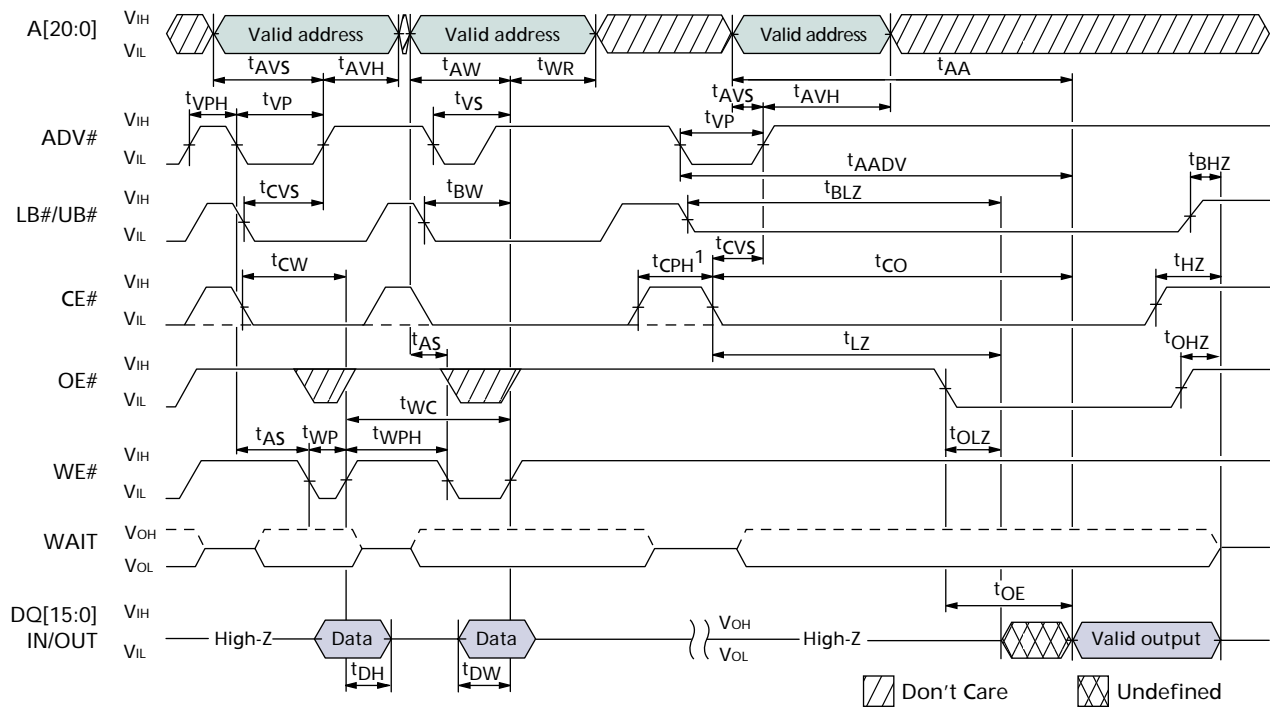 A[20:0] VIH VIL Valid address Valid address Valid address
tAVS tAVH tAW tWR tAA
tVPH tVP tVS tAVS tAVH
ADV# VIH VIL tVP
tAADV tBHZ
LB#/UB# VIH VIL tCVS tBW tBLZ
tCW tCPH1 tCVS tCO tHZ
CE# VIH VIL
tAS tLZ tOHZ
OE# VIH VIL
tWC
tAS tWP tWPH tOLZ
WE# VIH VIL
WAIT VOH VOL
tOE
DQ[15:0] IN/OUT VIH VIL High-Z Data Data VOH VOL High-Z Valid output
tDH tDW
Don't Care Undefined